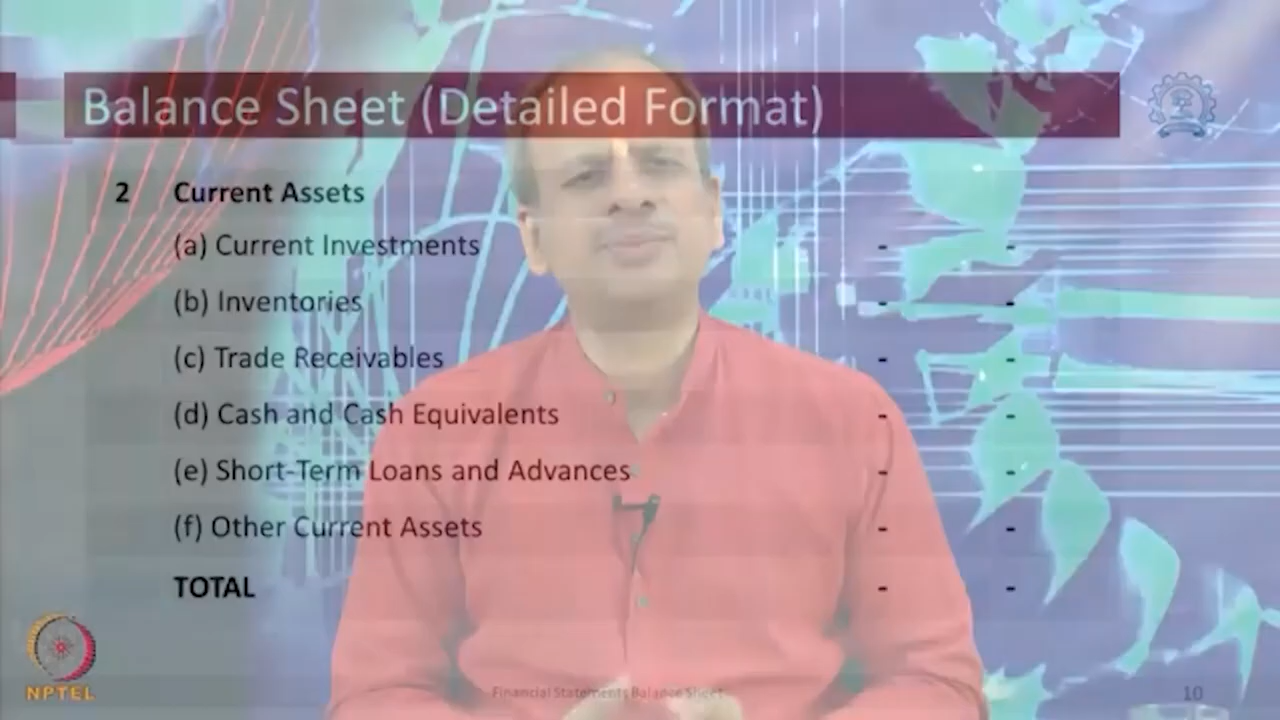 Balance Sheet (Detailed Format)
2 Current Assets
(a) Current Investments - -
(b) Inventories - -
(c) Trade Receivables - -
(d) Cash and Cash Equivalents - -
(e) Short-Term Loans and Advances - -
(f) Other Current Assets - -
TOTAL - -
NPTEL
Financial Statements Balance Sheet
10